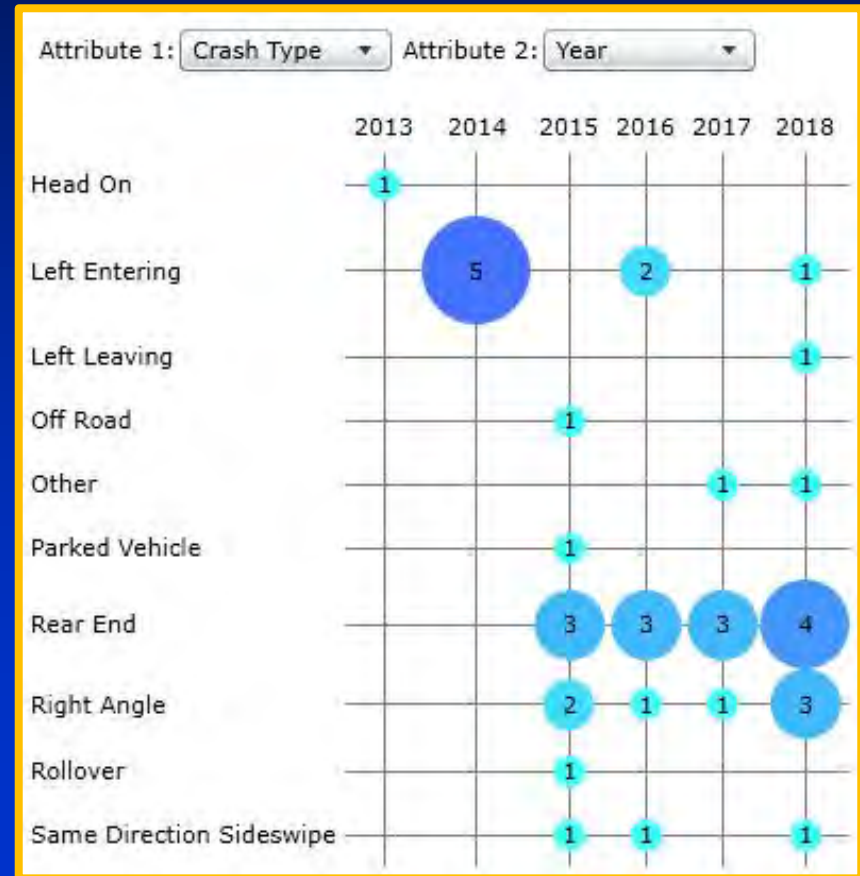 Attribute 1: Crash Type Attribute 2: Year
2013 2014 2015 2016 2017 2018
Head On 1
Left Entering 5 2 1
Left Leaving 1
Off Road 1
Other 1 1
Parked Vehicle 1
Rear End 3 3 3 4
Right Angle 2 1 1 3
Rollover 1
Same Direction Sideswipe 1 1 1